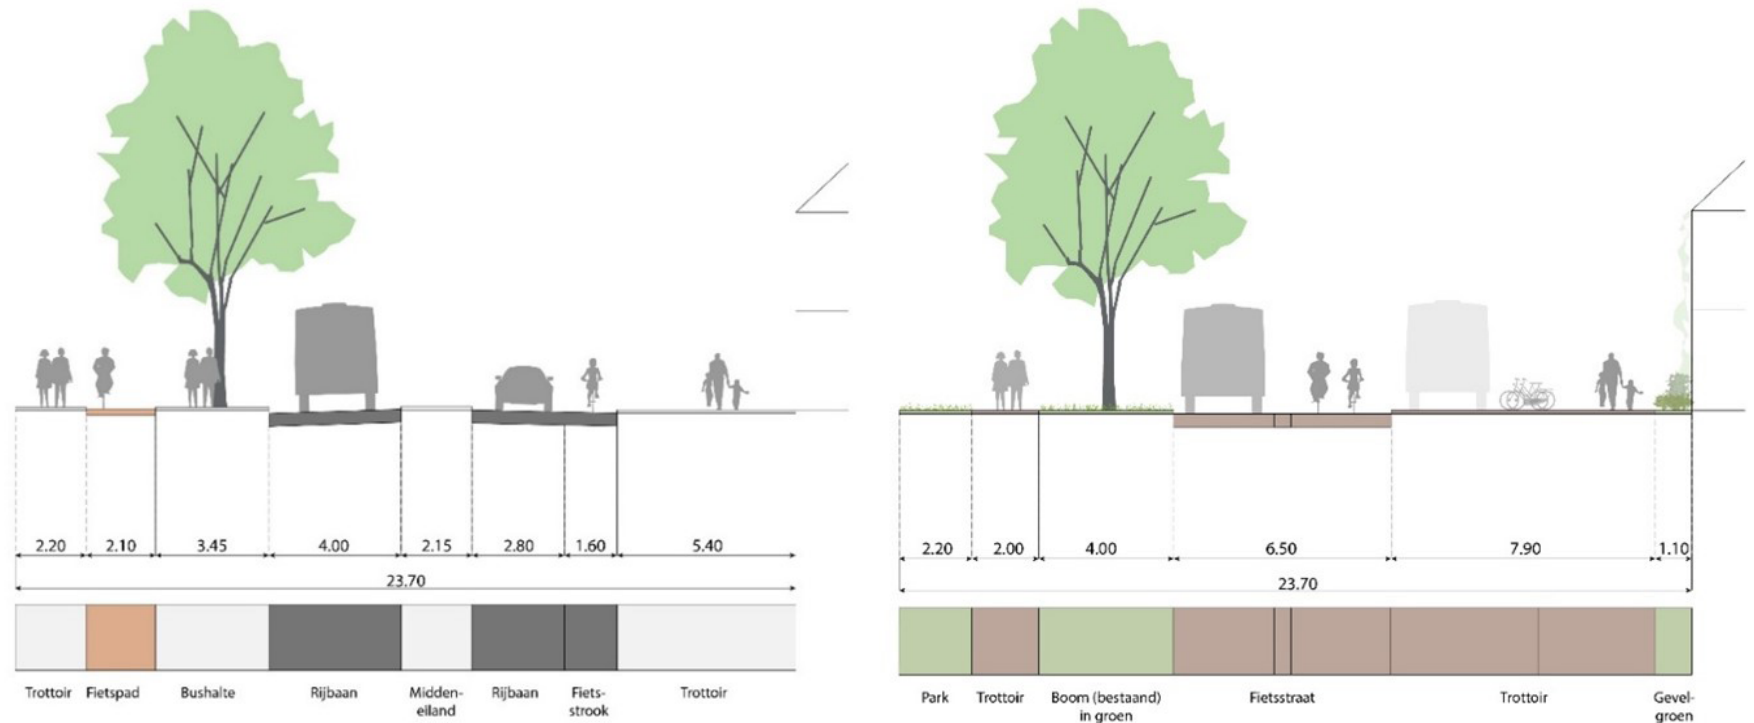 2.20 2.10 3.45 4.00 2.15 2.80 1.60 5.40
23.70
Trottoir Fietspad Bushalte Rijbaan Midden- Rijbaan Fiets- Trottoir
eiland strook
2.20 2.00 4.00 6.50 7.90 1.10
23.70
Park Trottoir Boom (bestaand) Fietsstraat Trottoir Gevel-
in groen groen